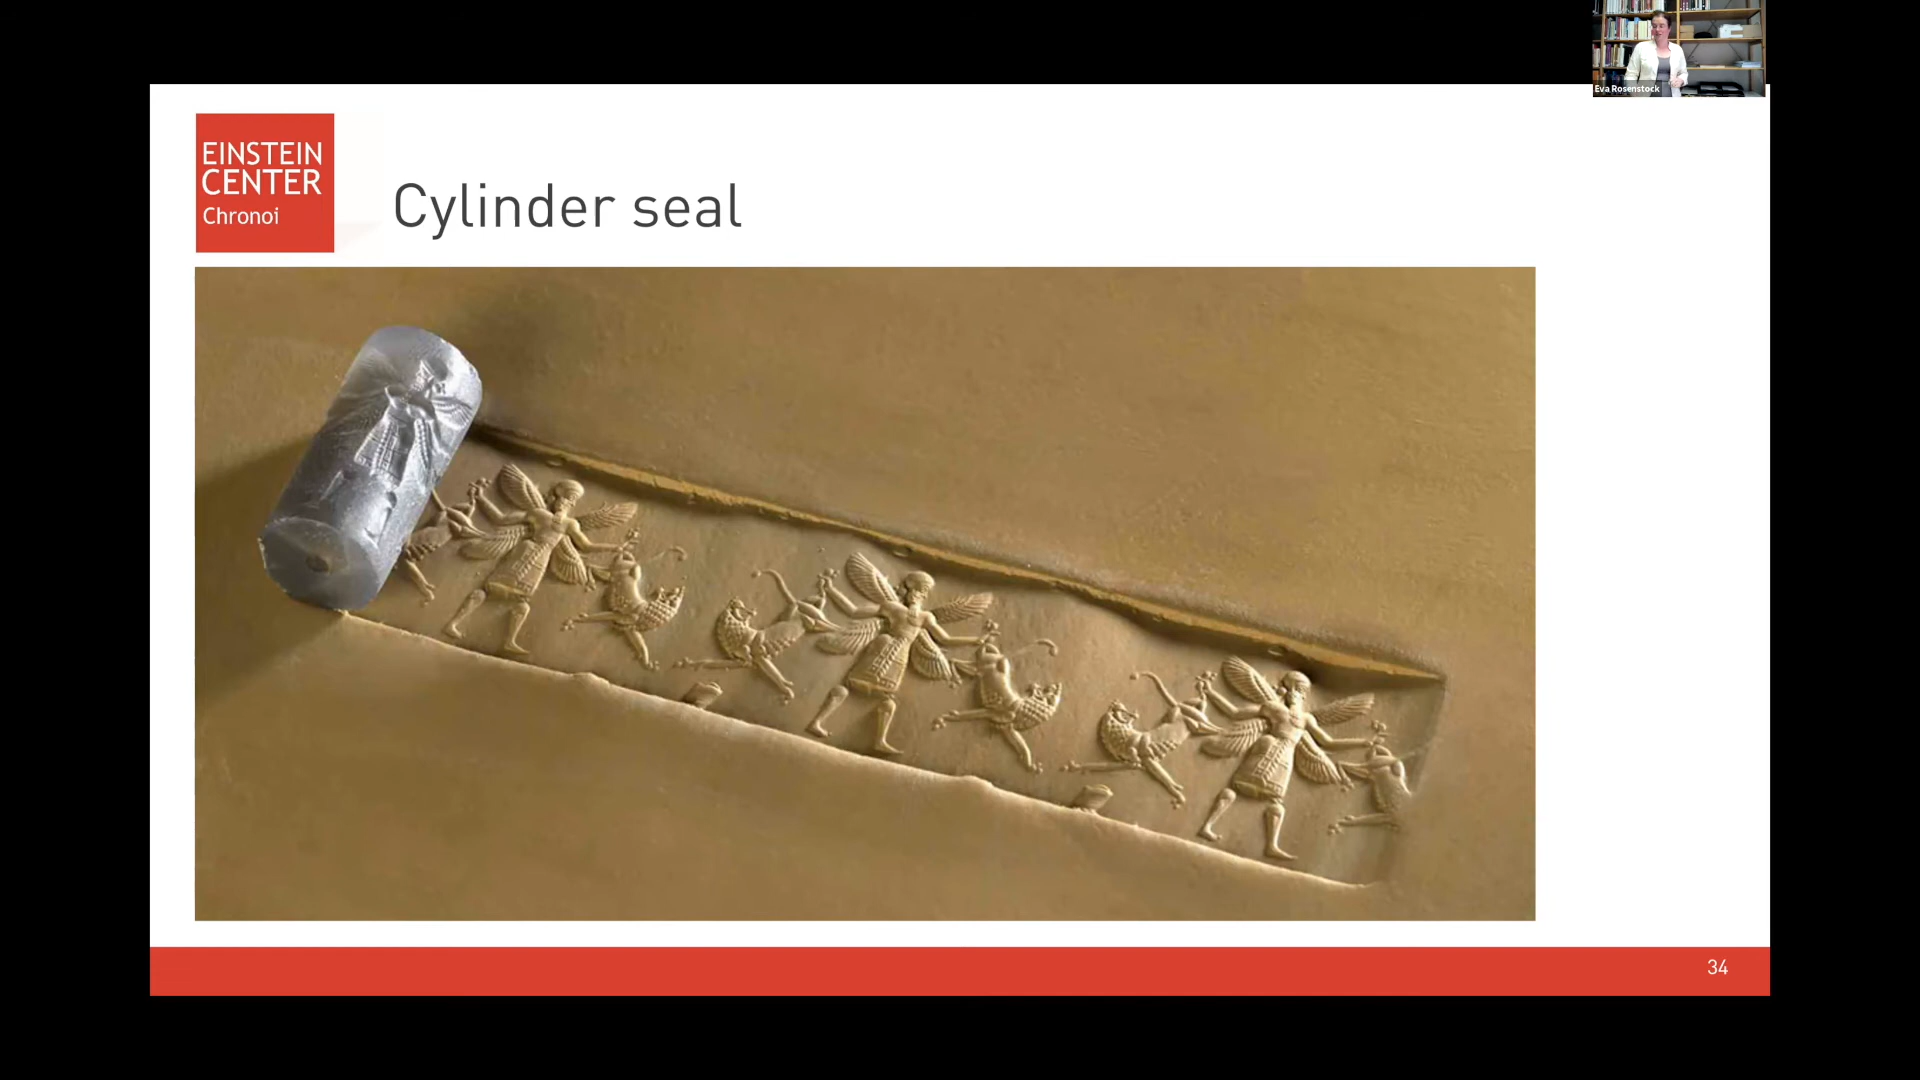 Eva Rosenstock
EINSTEIN
CENTER
Chronoi
Cylinder seal
34